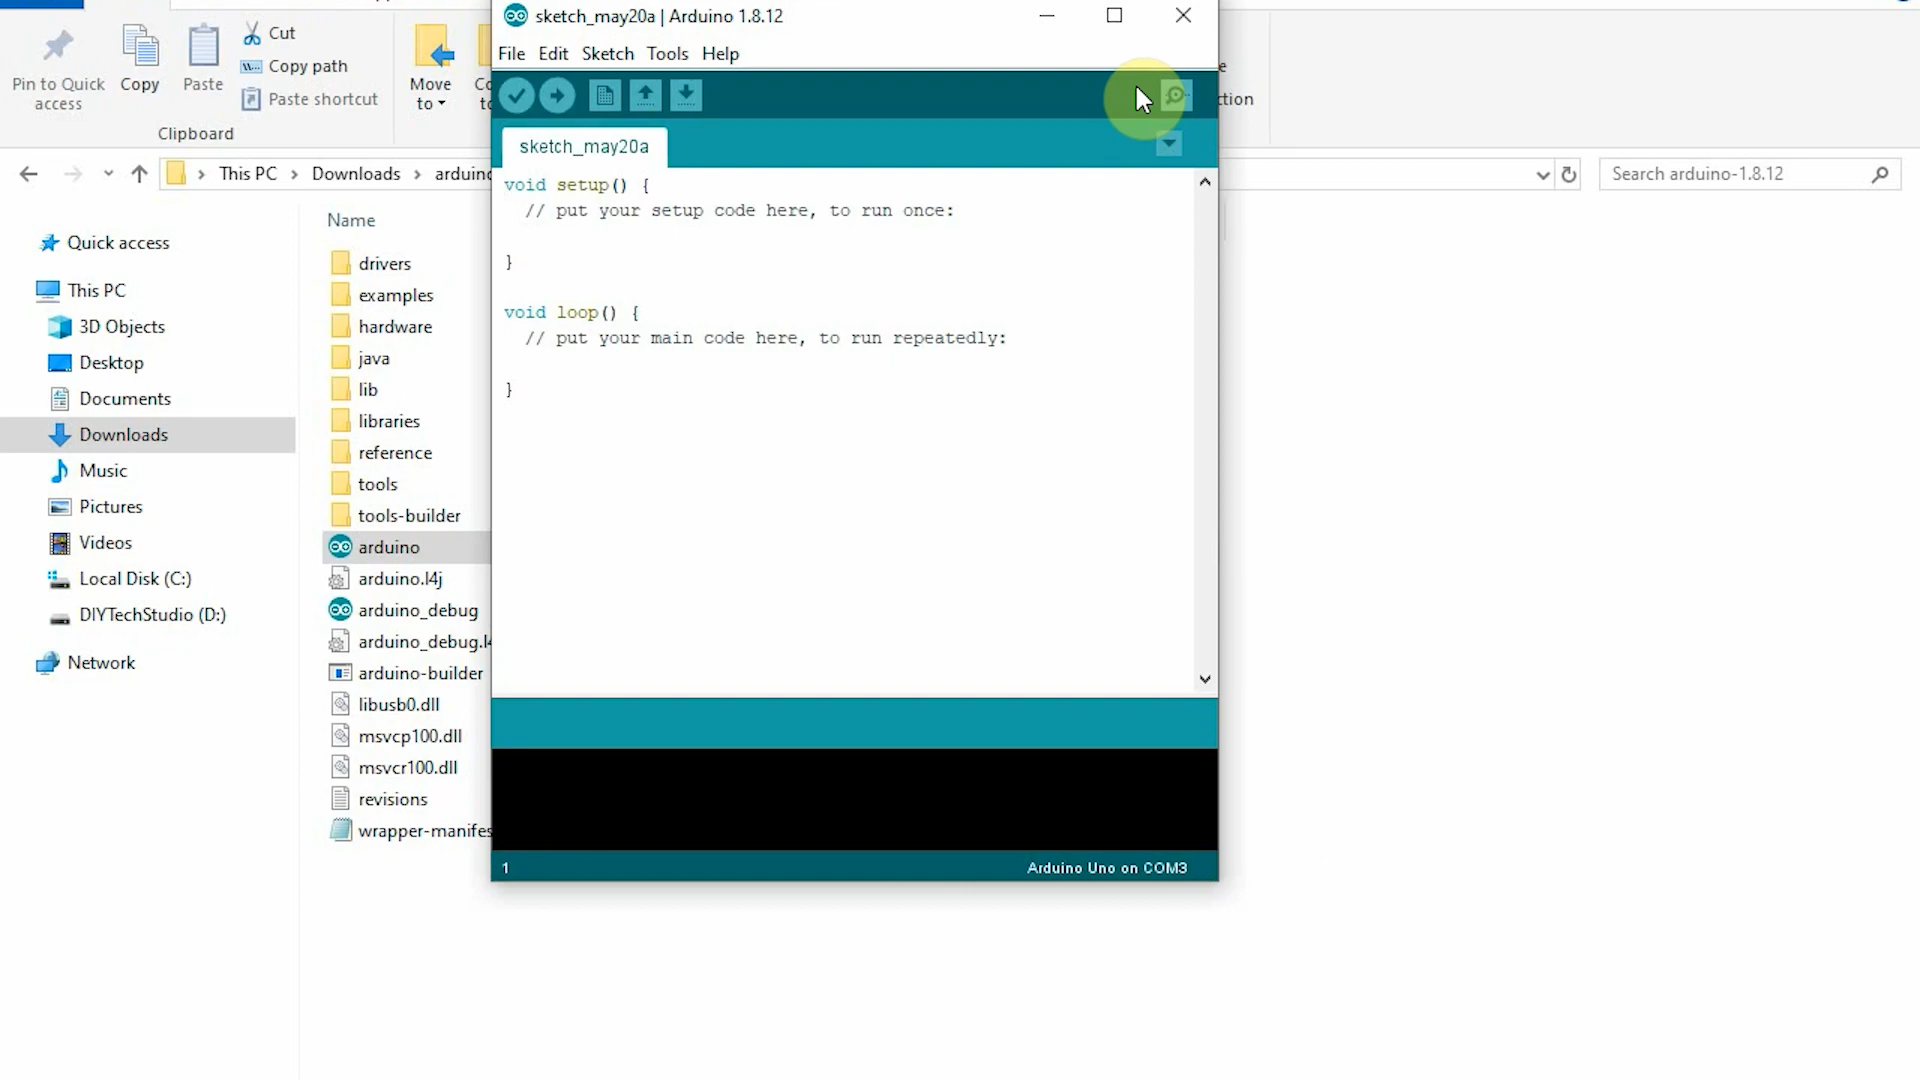 sketch_may20a | Arduino 1.8.12
File Edit Sketch Tools Help
Pin to Quick access
Copy
Paste
Cut
Copy path
Paste shortcut
Move to
Clipboard
This PC > Downloads >
Search arduino-1.8.12
sketch_may20a
void setup() {
// put your setup code here, to run once:
}
void loop() {
// put your main code here, to run repeatedly:
}
Arduino Uno on COM3
1
Quick access
This PC
3D Objects
Desktop
Documents
Downloads
Music
Pictures
Videos
Local Disk (C:)
DIYTechStudio (D:)
Network
Name
drivers
examples
hardware
java
lib
libraries
reference
tools
tools-builder
arduino
arduino.l4j
arduino_debug
arduino_debug.l4
arduino-builder
libusb0.dll
msvcp100.dll
msvcr100.dll
revisions
wrapper-manifes